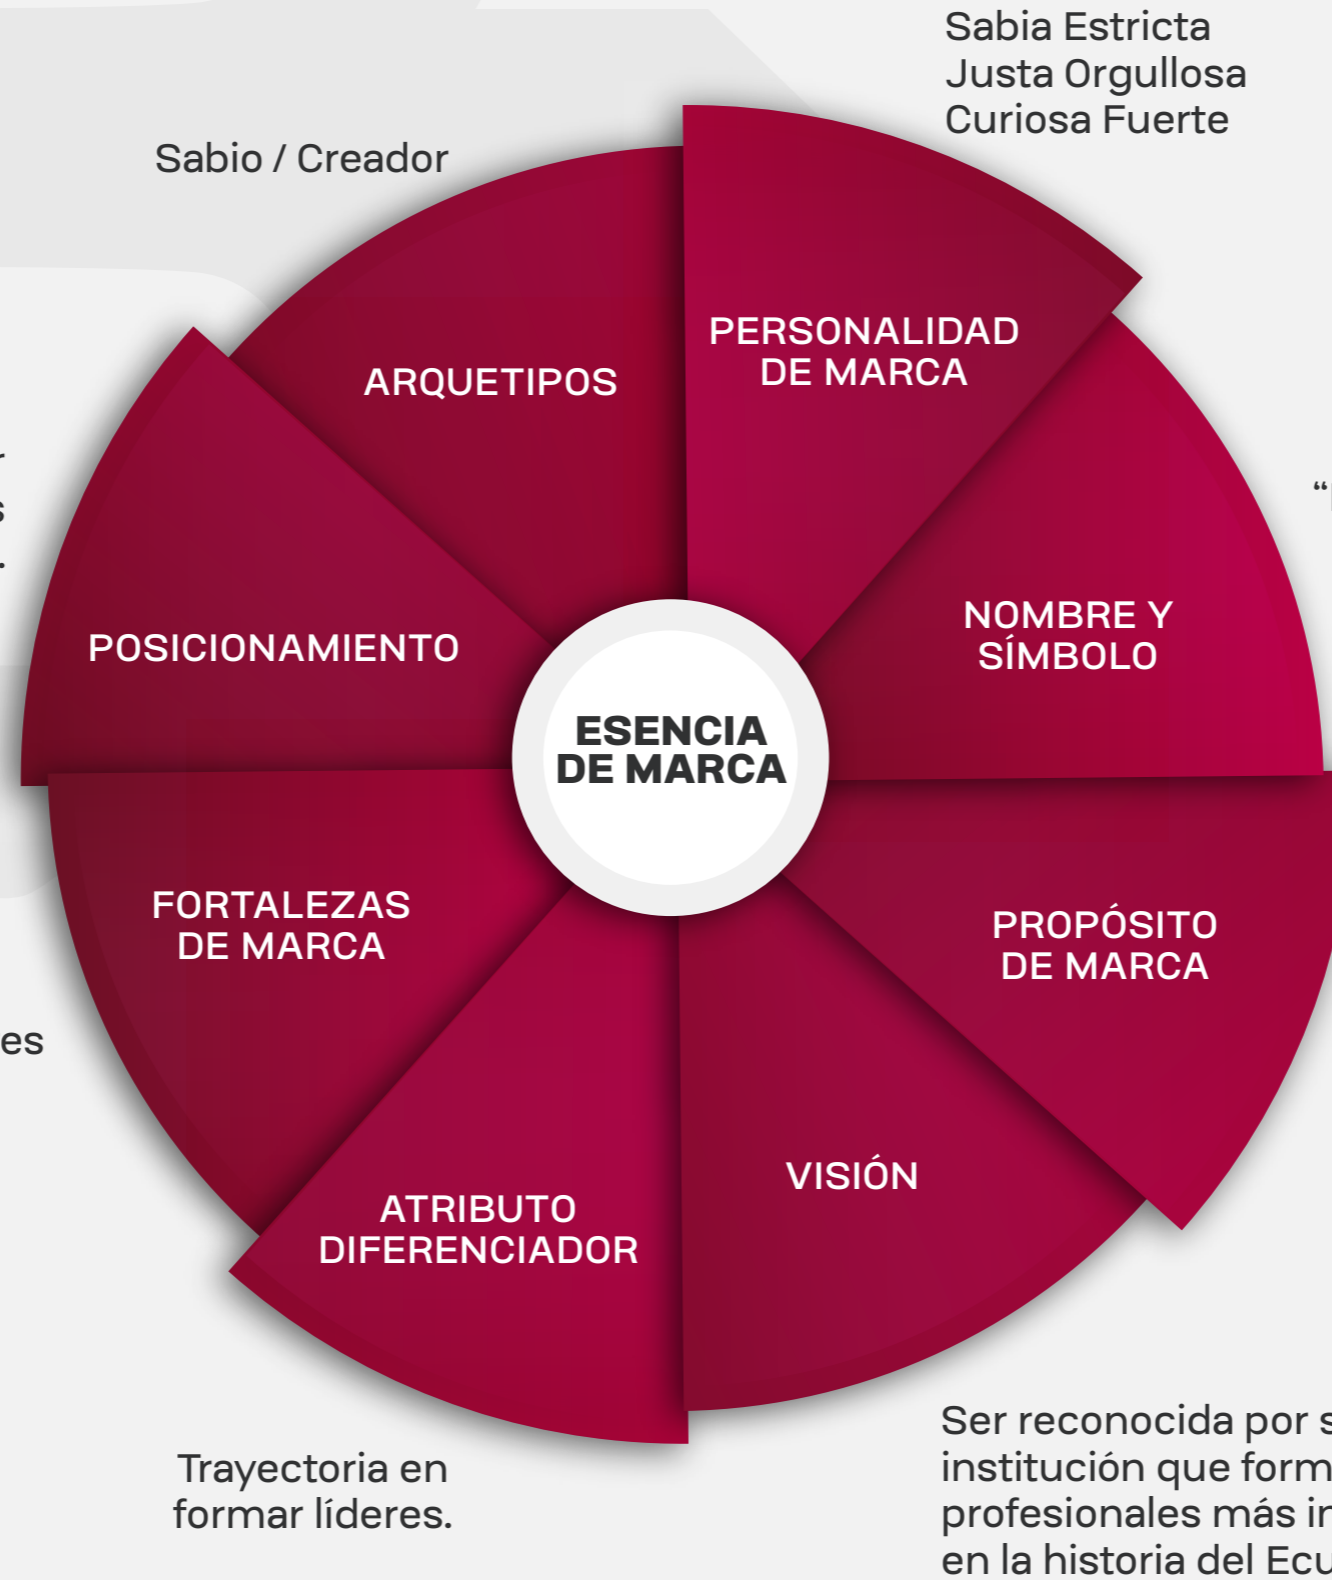 Sabia Estricta
Justa Orgullosa
Curiosa Fuerte
Sabio / Creador
PERSONALIDAD
DE MARCA
ARQUETIPOS
NOMBRE Y
SÍMBOLO
POSICIONAMIENTO
ESENCIA
DE MARCA
FORTALEZAS
DE MARCA
PROPÓSITO
DE MARCA
VISIÓN
ATRIBUTO
DIFERENCIADOR
Trayectoria en
formar líderes.
Ser reconocida por
institución que
profesionales más
en la historia del